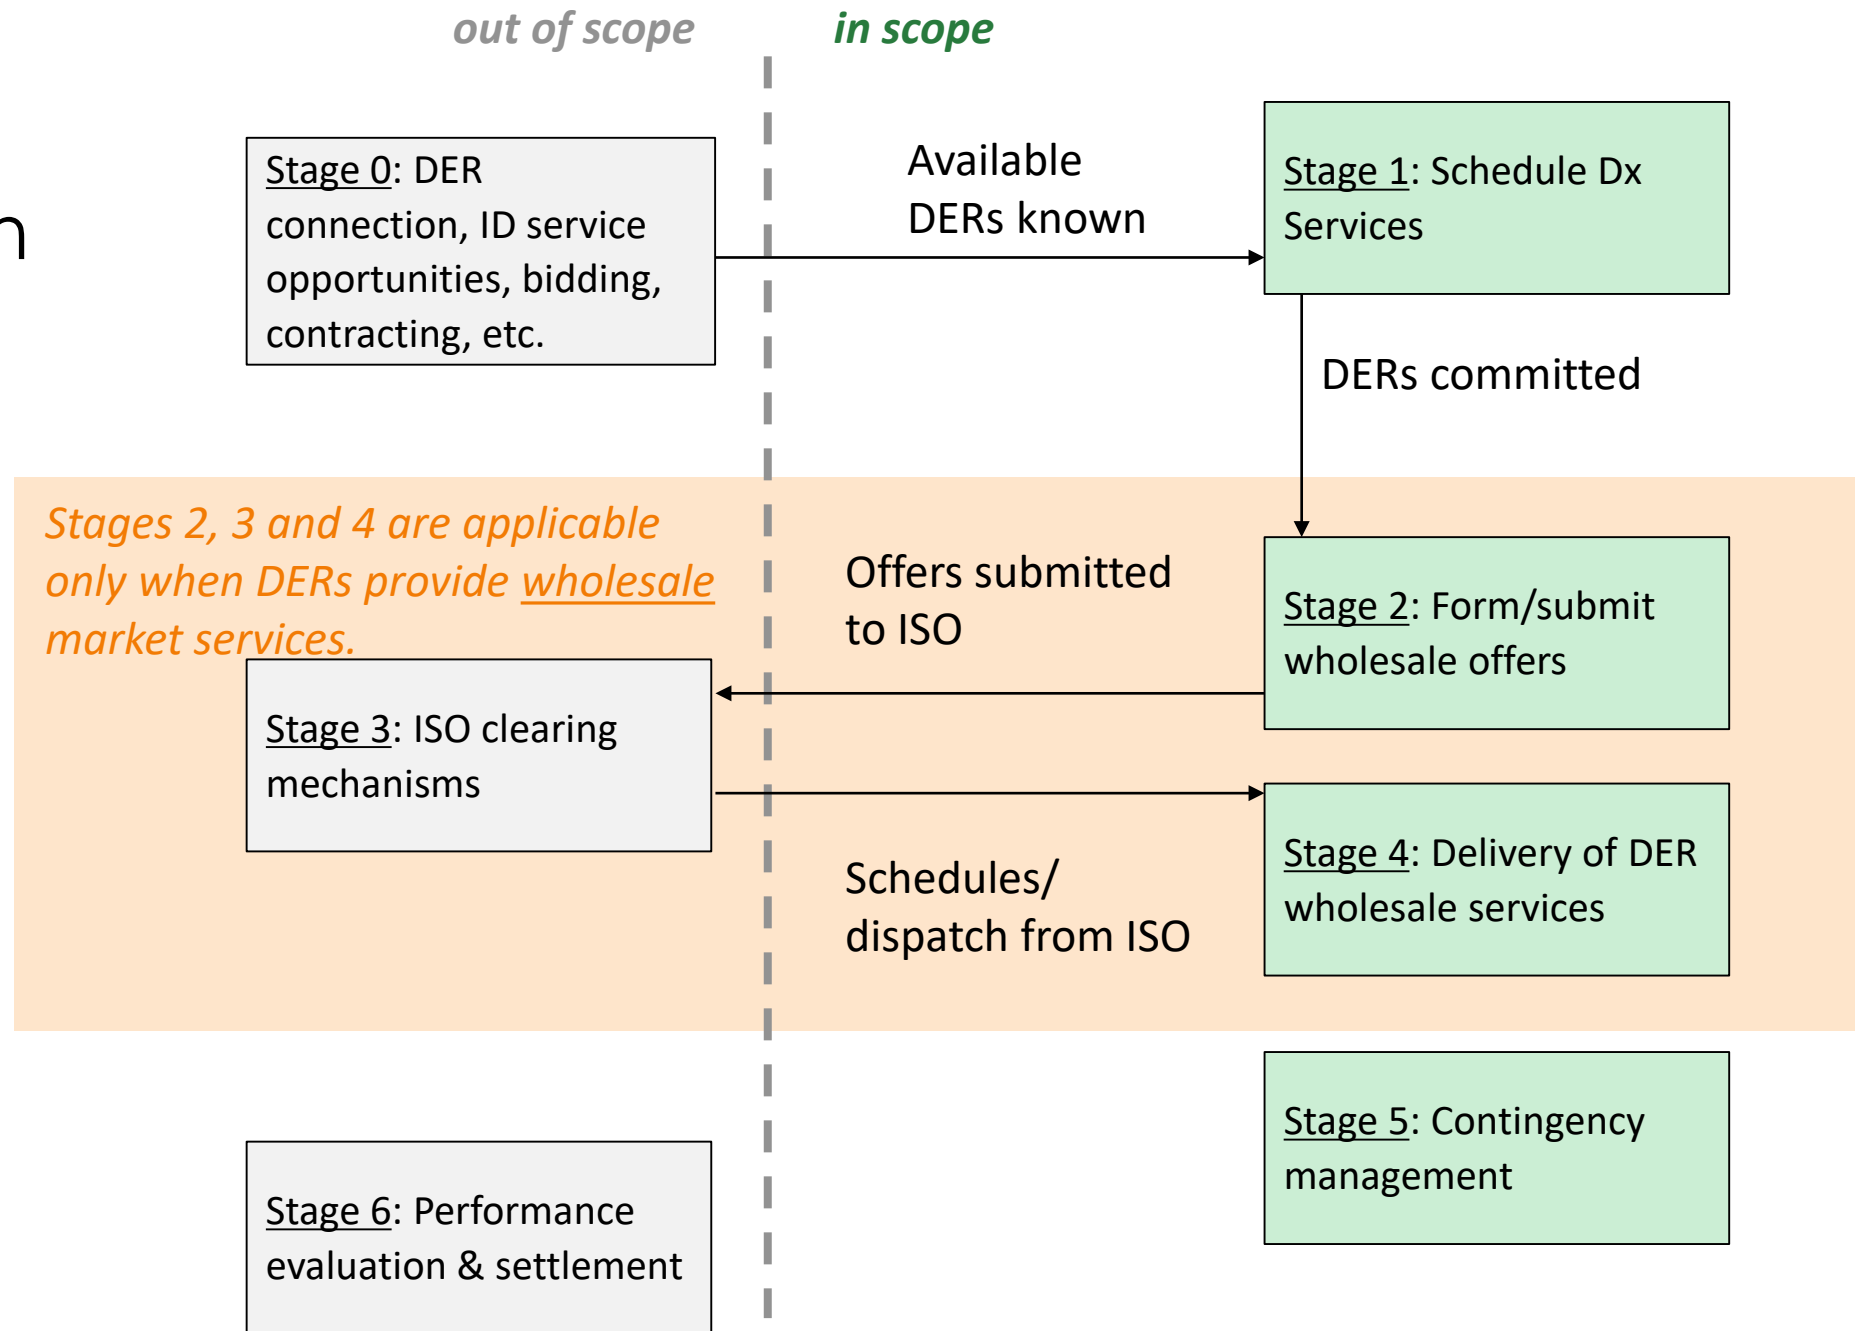 out of scope
in scope
n
Stage 0: DER
connection, ID service
opportunities, bidding,
contracting, etc.
Available
DERs known
Stage 1: Schedule Dx
Services
DERs committed
Stages 2, 3 and 4 are applicable
only when DERs provide wholesale
market services.
Offers submitted
to ISO
Stage 2: Form/submit
wholesale offers
Stage 3: ISO clearing
mechanisms
Schedules/
dispatch from ISO
Stage 4: Delivery of DER
wholesale services
Stage 5: Contingency
management
Stage 6: Performance
evaluation & settlement